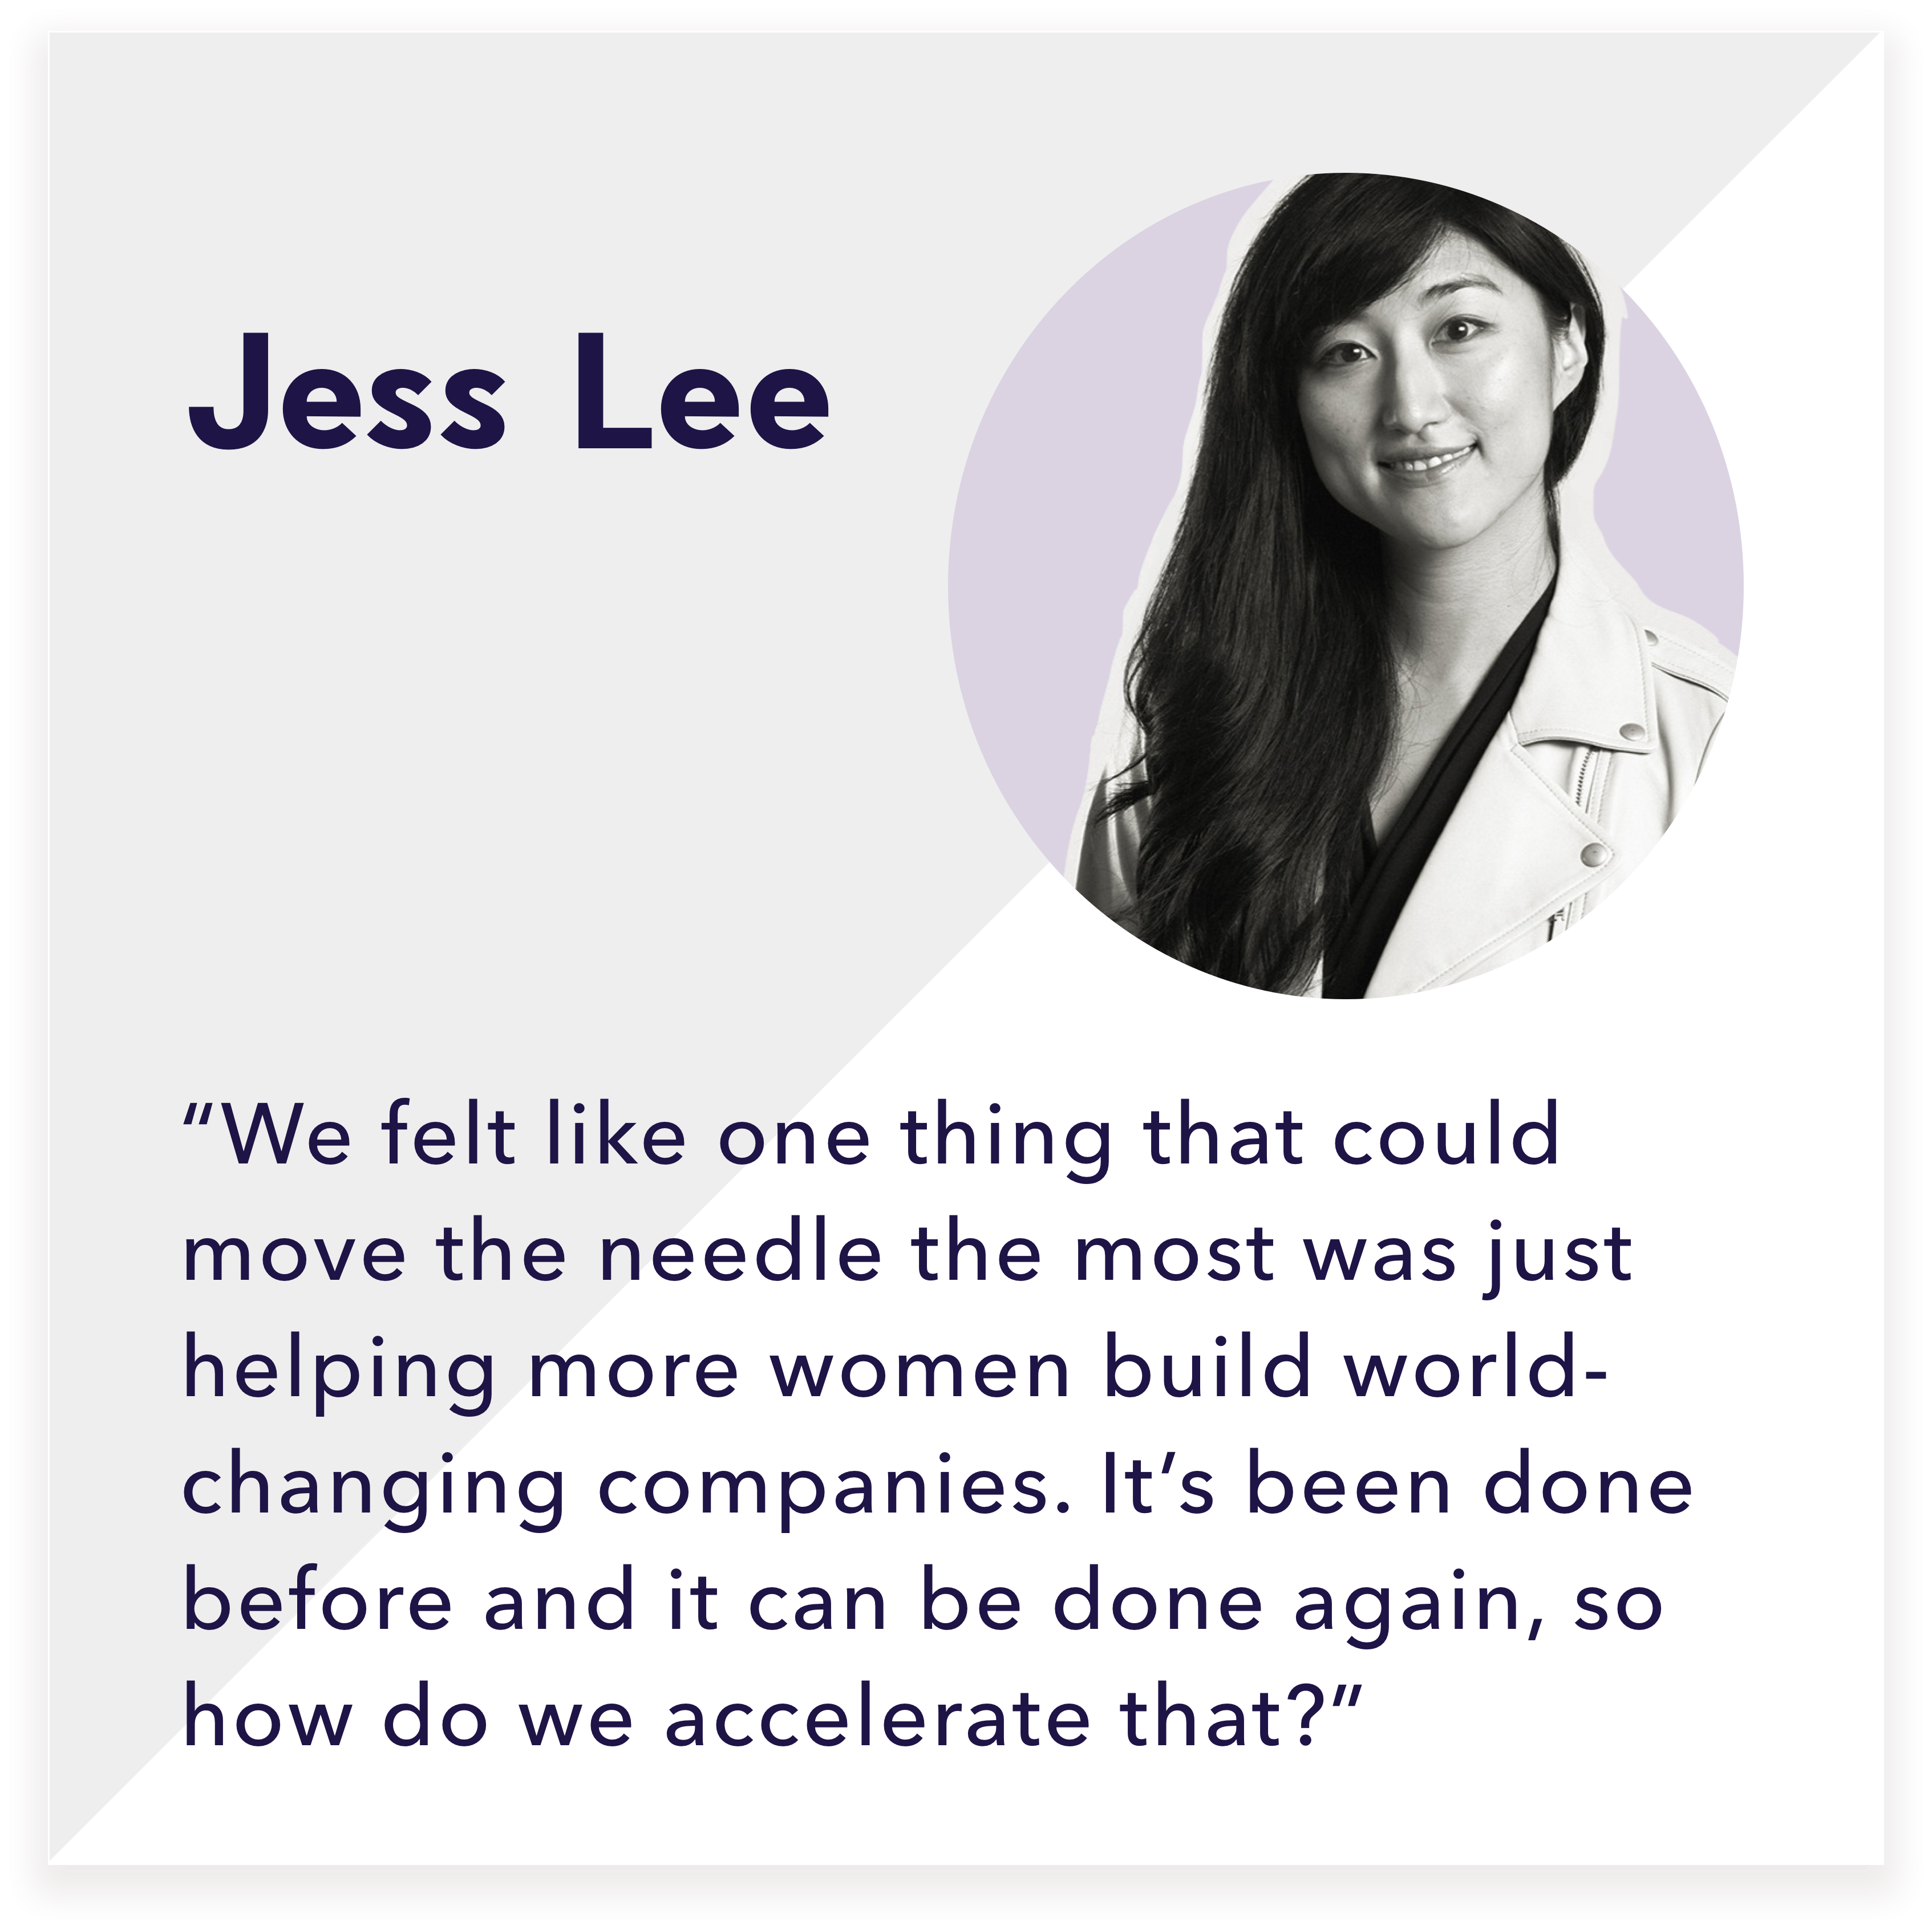 Jess Lee
“We felt like one thing that could
move the needle the most was just
helping more women build world-
changing companies. It’s been done
before and it can be done again, so
how do we accelerate that?”